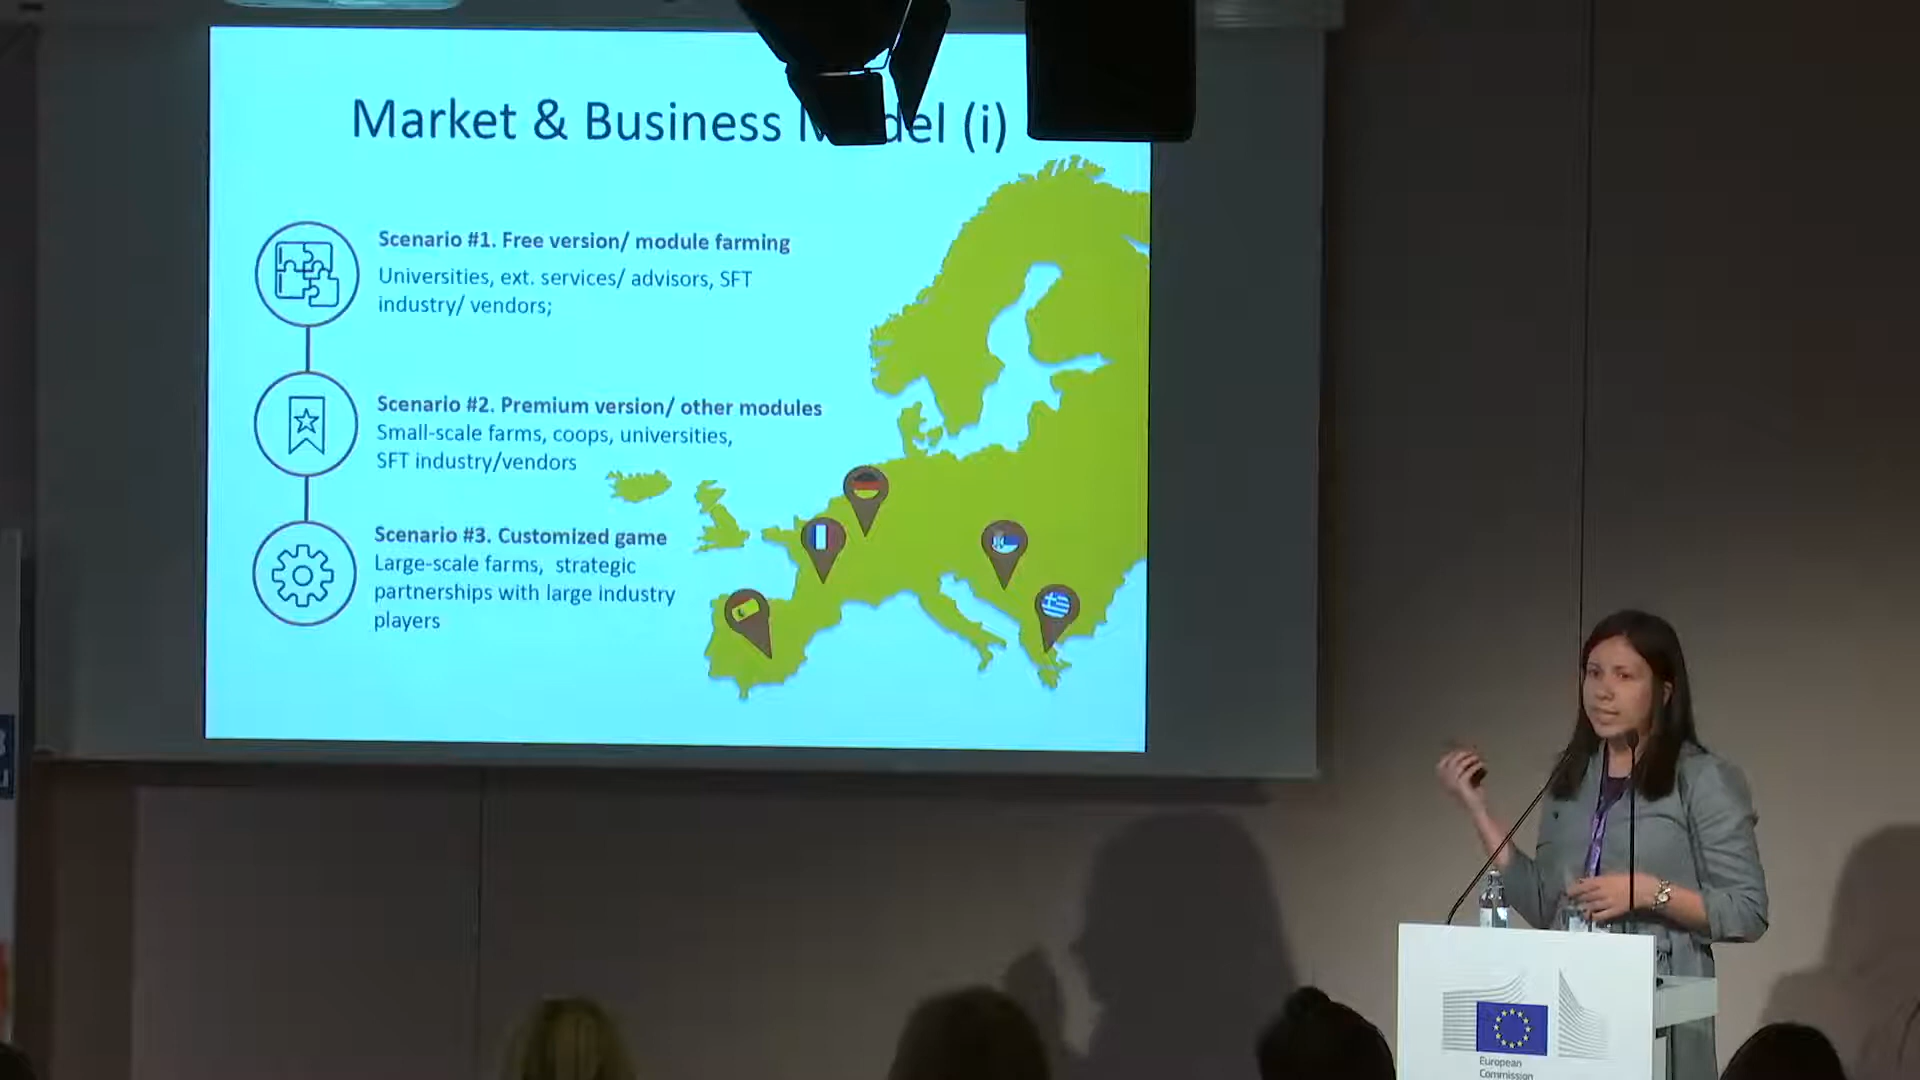 Market & Business Model (i)
Scenario #1. Free version/ module farming
Universities, ext. services/ advisors, SFT
industry/ vendors;
Scenario #2. Premium version/ other modules
Small-scale farms, coops, universities,
SFT industry/vendors
Scenario #3. Customized game
Large-scale farms, strategic
partnerships with large industry
players
European
Commission